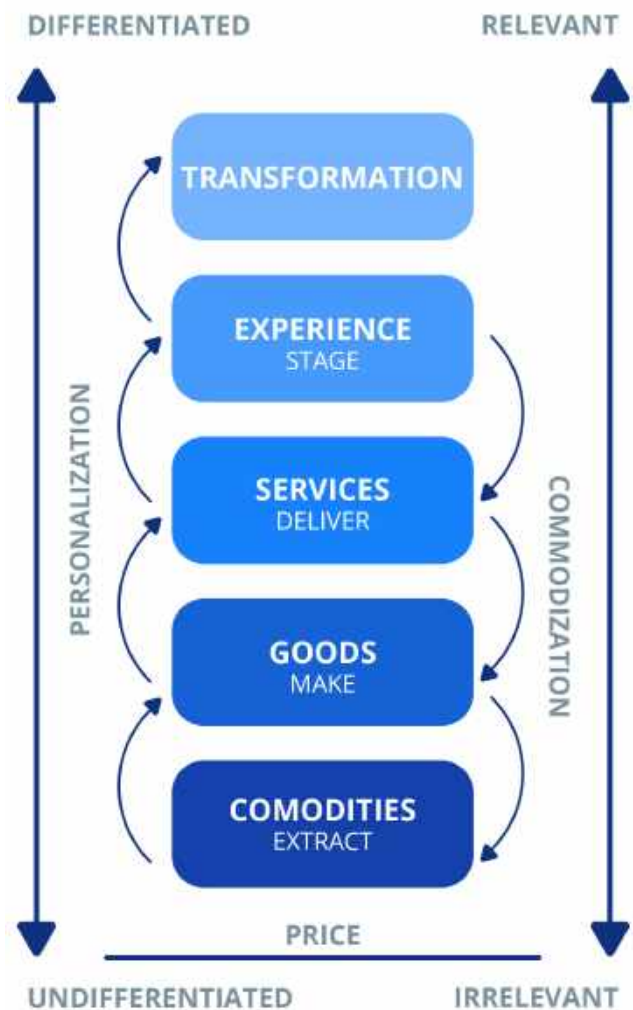 DIFFERENTIATED
RELEVANT
TRANSFORMATION
EXPERIENCE
STAGE
PERSONALIZATION
SERVICES
DELIVER
COMMODIZATION
GOODS
MAKE
COMODITIES
EXTRACT
PRICE
UNDIFFERENTIATED
IRRELEVANT